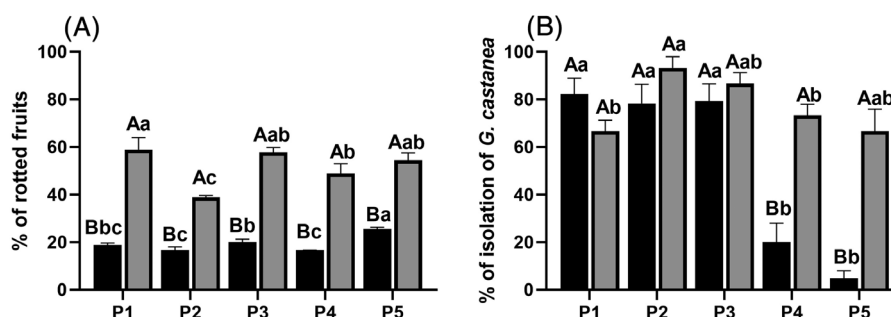 (A)
% of rotted fruits
100
80
60
40
20
0
Bbc Aa Bc Ac Bb Aab Bc Ab Ba Aab
P1 P2 P3 P4 P5
(B)
% of isolation of G. castanea
100
80
60
40
20
0
Aa Ab Aa Aa Aa Aab Bb Ab Bb Aab
P1 P2 P3 P4 P5